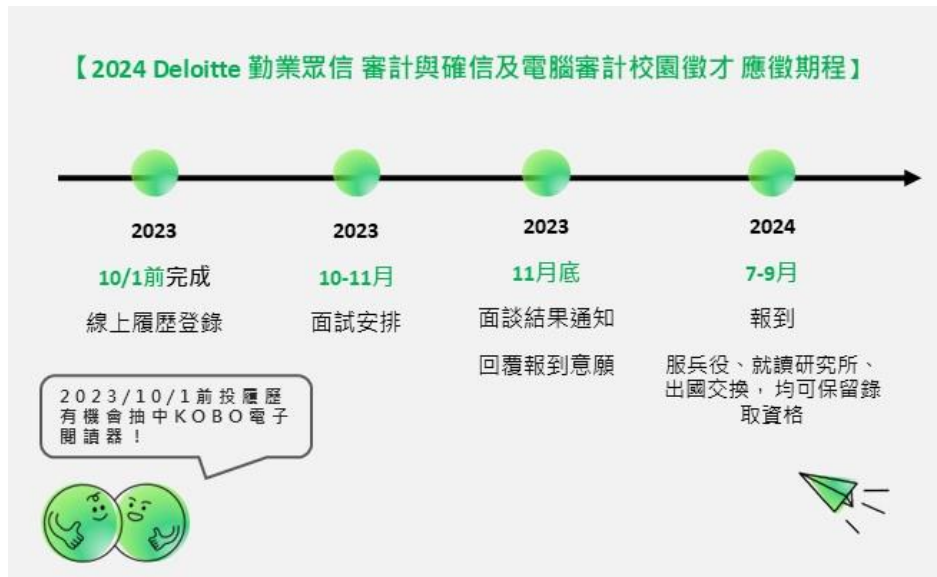 【2024 Deloitte 勤業眾信 審計與確信及電腦審計校園徵才 應徵期程】
2023
10/1前完成
線上履歷登錄
2023
10-11月
面試安排
2023
11月底
面談結果通知
回覆報到意願
2024
7-9月
報到
服兵役、就讀研究所、
出國交換，均可保留錄
取資格
2023/10/1前投履歷
有機會抽中KOBO電子
閱讀器！